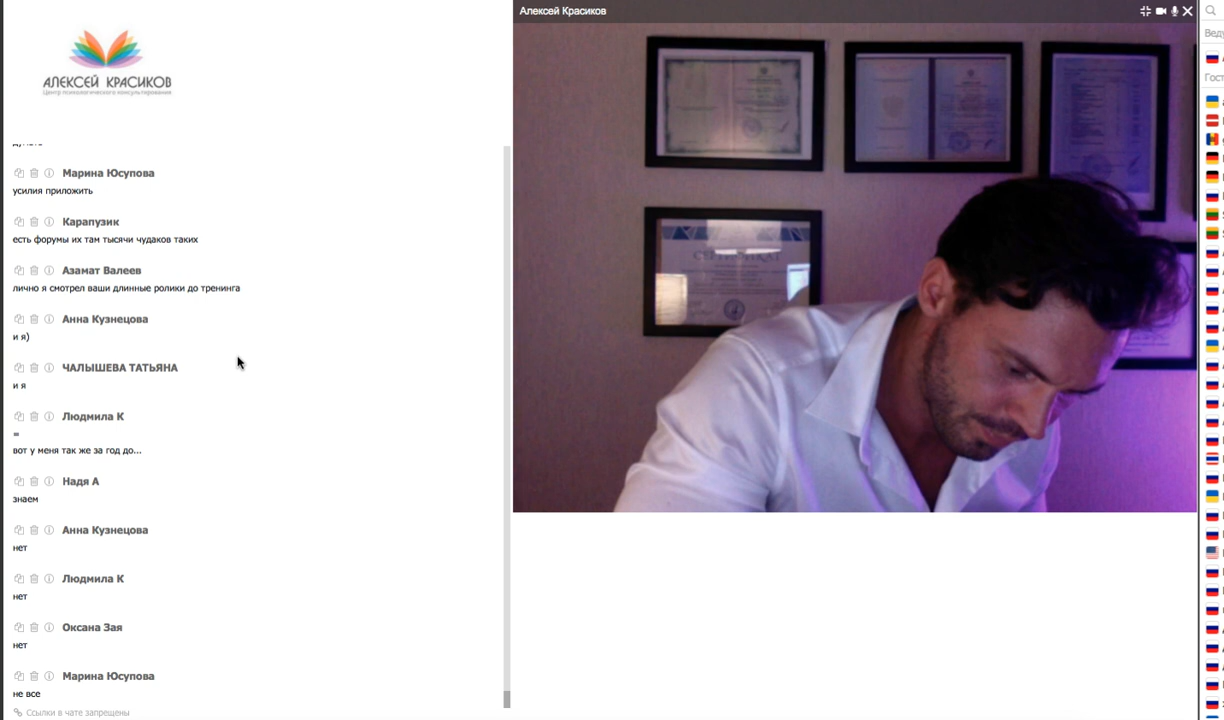 АЛЕКСЕЙ КРАСИКОВ
Центр психологического консультирования
Марина Юсупова
усилия приложить
Карапузик
есть форумы их там тысячи чудаков таких
Азамат Валеев
лично я смотрел ваши длинные ролики до тренинга
Анна Кузнецова
и я)
ЧАЛЫШЕВА ТАТЬЯНА
и я
Людмила К
=
вот у меня так же за год до...
Надя А
знаем
Анна Кузнецова
нет
Людмила К
нет
Оксана Зая
нет
Марина Юсупова
не все
Ссылки в чате запрещены
Алексей Красиков
СЕРТИФИКАТ
Веду
Гост